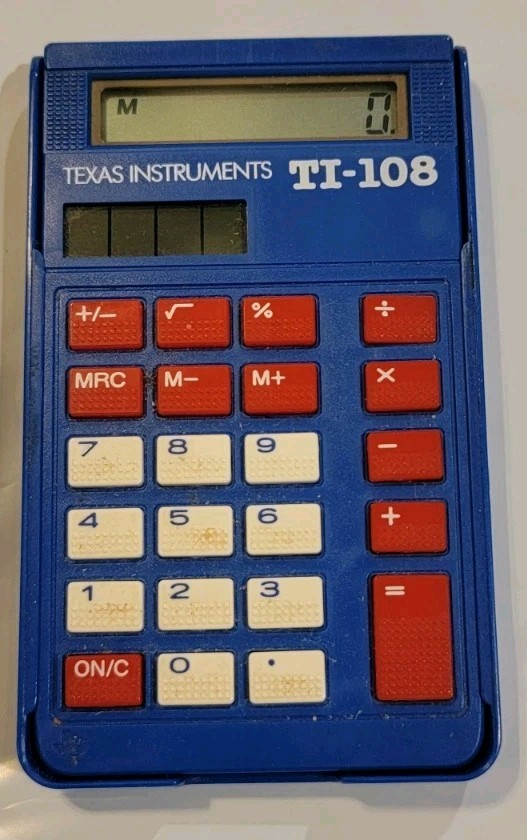 M 0.
TEXAS INSTRUMENTS TI-108
+/− √ % ÷
MRC M− M+ ×
7 8 9 −
4 5 6 +
1 2 3 =
ON/C 0 .